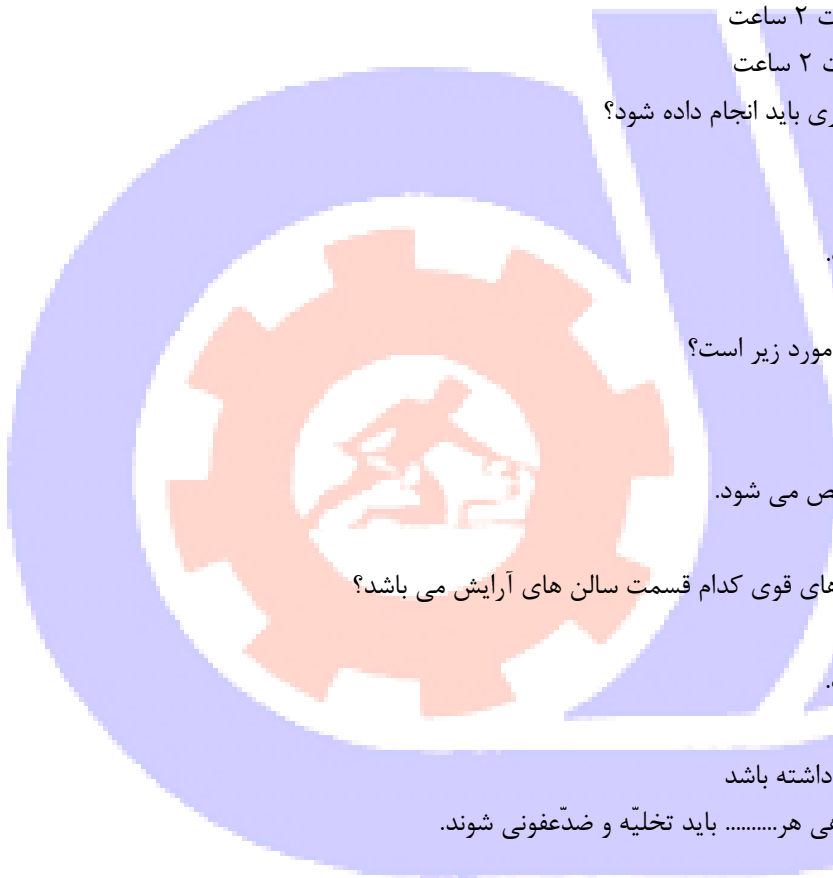 ت ۲ ساعت
ت ۲ ساعت
ری باید انجام داده شود؟
مورد زیر است؟
ص می شود.
های قوی کدام قسمت سالن های آرایش می باشد؟
داشته باشد
هی هر.......... باید تخلیّه و ضدّعفونی شوند.